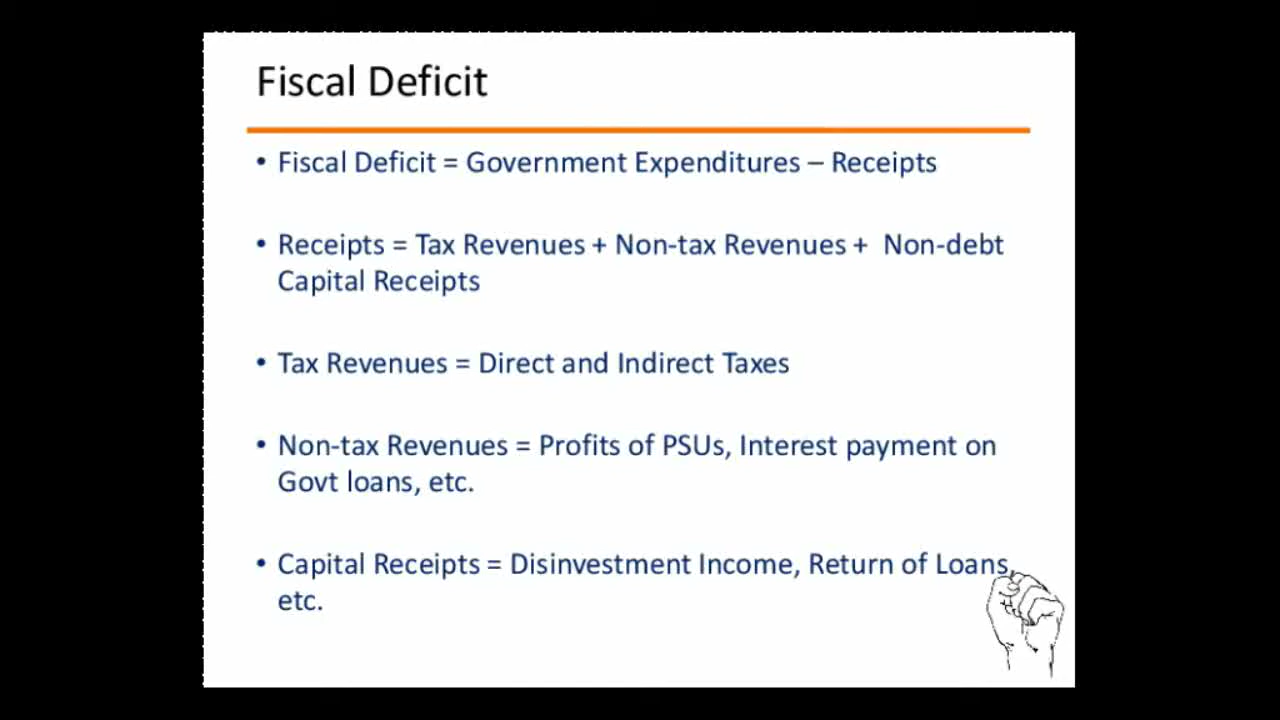 Fiscal Deficit
• Fiscal Deficit = Government Expenditures – Receipts
• Receipts = Tax Revenues + Non-tax Revenues + Non-debt
Capital Receipts
• Tax Revenues = Direct and Indirect Taxes
• Non-tax Revenues = Profits of PSUs, Interest payment on
Govt loans, etc.
• Capital Receipts = Disinvestment Income, Return of Loans,
etc.